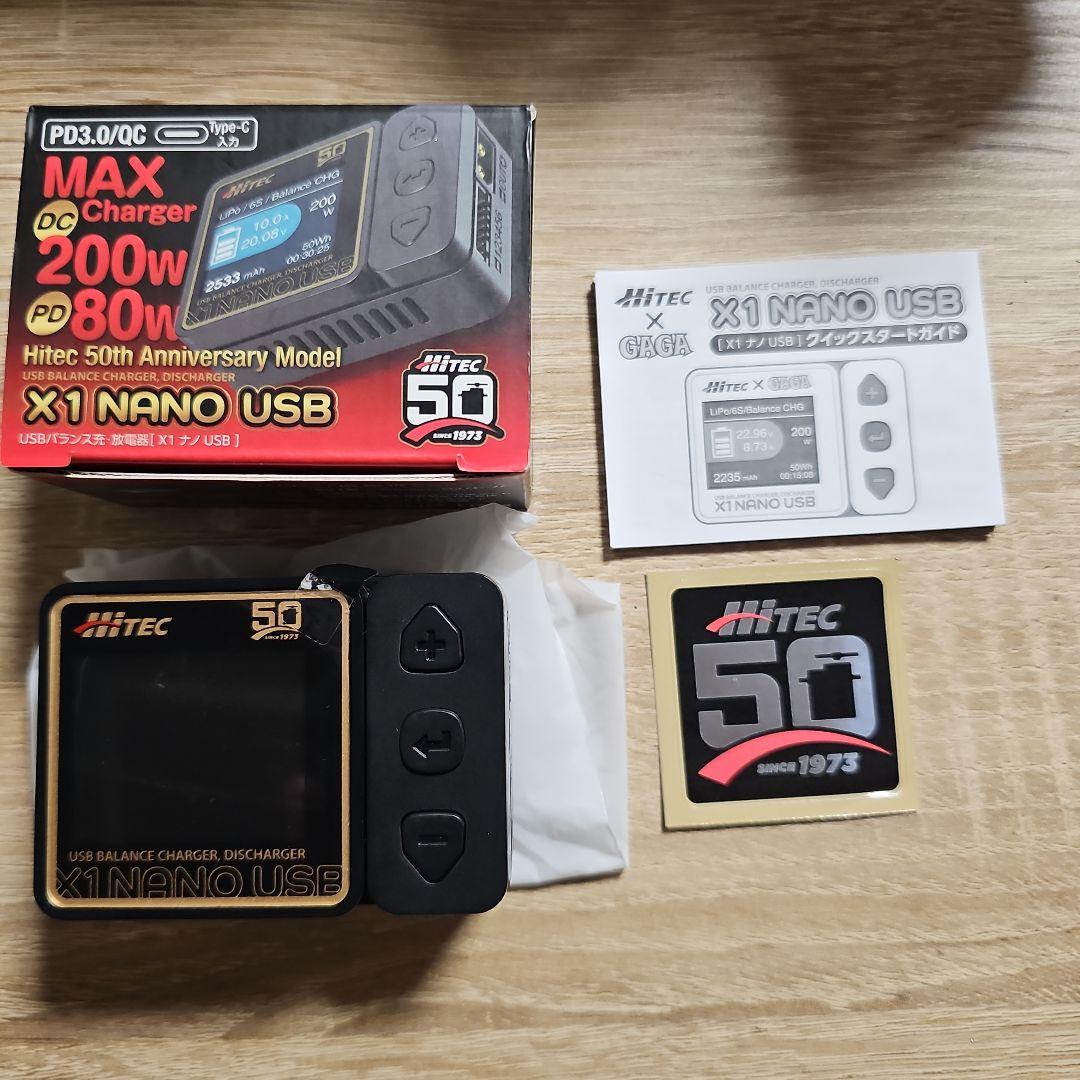 PD3.0/QC Type-C 入力
MAX
Charger
DC
200W
PD 80W
Hitec 50th Anniversary Model
USB BALANCE CHARGER, DISCHARGER
X1 NANO USB
USBバランス充・放電器[X1 ナノ USB]
HiTEC
50
SINCE 1973
HiTEC
50
LiPo / 6S / Balance CHG
10.0A
200
W
20.08V
50Wh
2533 mAh 00:30:25
USB BALANCE CHARGER, DISCHARGER
X1 NANO USB
123456
USB BALANCE CHARGER, DISCHARGER
HiTEC X1 NANO USB
×
GAGA [X1 ナノ USB] クイックスタートガイド
HiTEC × GAGA
LiPo/6S/Balance CHG
22.96V 200
8.73A W
50Wh
2235 mAh 00:15:08
USB BALANCE CHARGER, DISCHARGER
X1 NANO USB
HiTEC
50
SINCE 1973
USB BALANCE CHARGER, DISCHARGER
X1 NANO USB
HiTEC
50
SINCE 1973